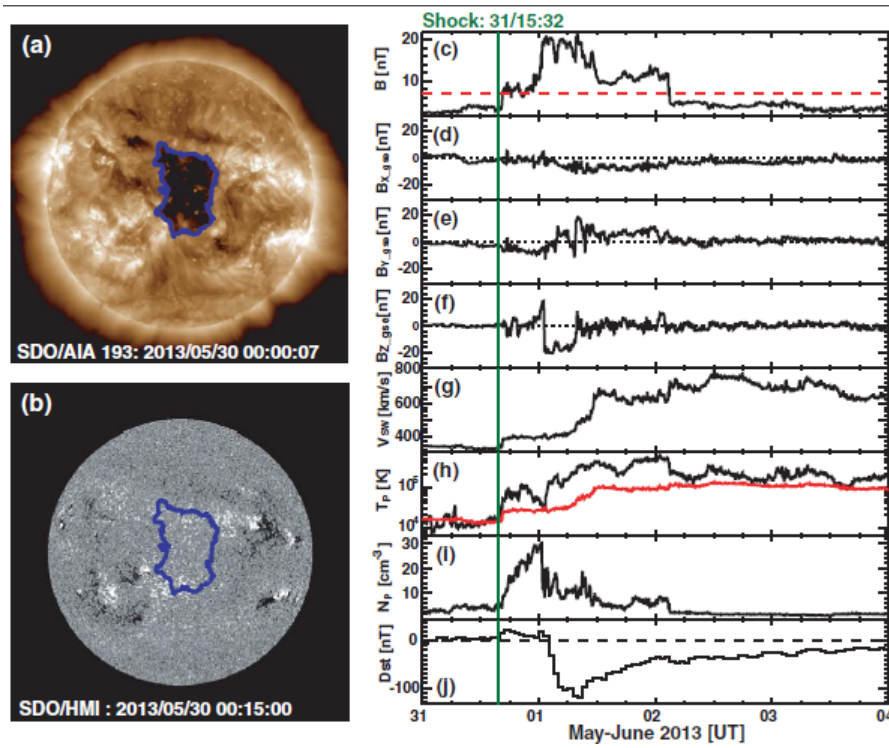 Shock: 31/15:32
(a)
SDO/AIA 193: 2013/05/30 00:00:07
(b)
SDO/HMI : 2013/05/30 00:15:00
(c)
B [nT]
20
10
(d)
BX_gse[nT]
20
0
-20
(e)
BY_gse[nT]
20
0
-20
(f)
BZ_gse[nT]
20
0
-20
(g)
VSW [km/s]
800
600
400
(h)
TP [K]
10^5
10^4
(i)
NP [cm^-3]
30
20
10
(j)
Dst [nT]
0
-100
31 01 02 03 04
May-June 2013 [UT]